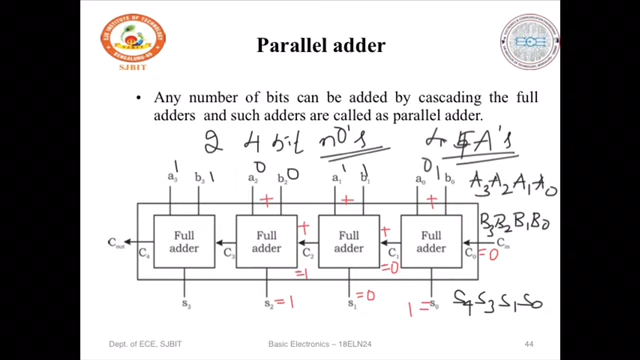 Parallel adder
SJBIT
ECE
• Any number of bits can be added by cascading the full
adders and such adders are called as parallel adder.
2 4 bit no's 4 FA's
1 1 0 0 1 1 0 1
a3 b3 a2 b2 a1 b1 a0 b0 A3 A2 A1 A0
+ + +
B3 B2 B1 B0
Full adder Full adder Full adder Full adder
+ +
Cout C4 C3 C2 C1 C0 Cin
=1 =0 =0
S3 S2 =1 S1 =0 1= S0 S4 S3 S1 S0
Dept. of ECE, SJBIT Basic Electronics - 18ELN24 44